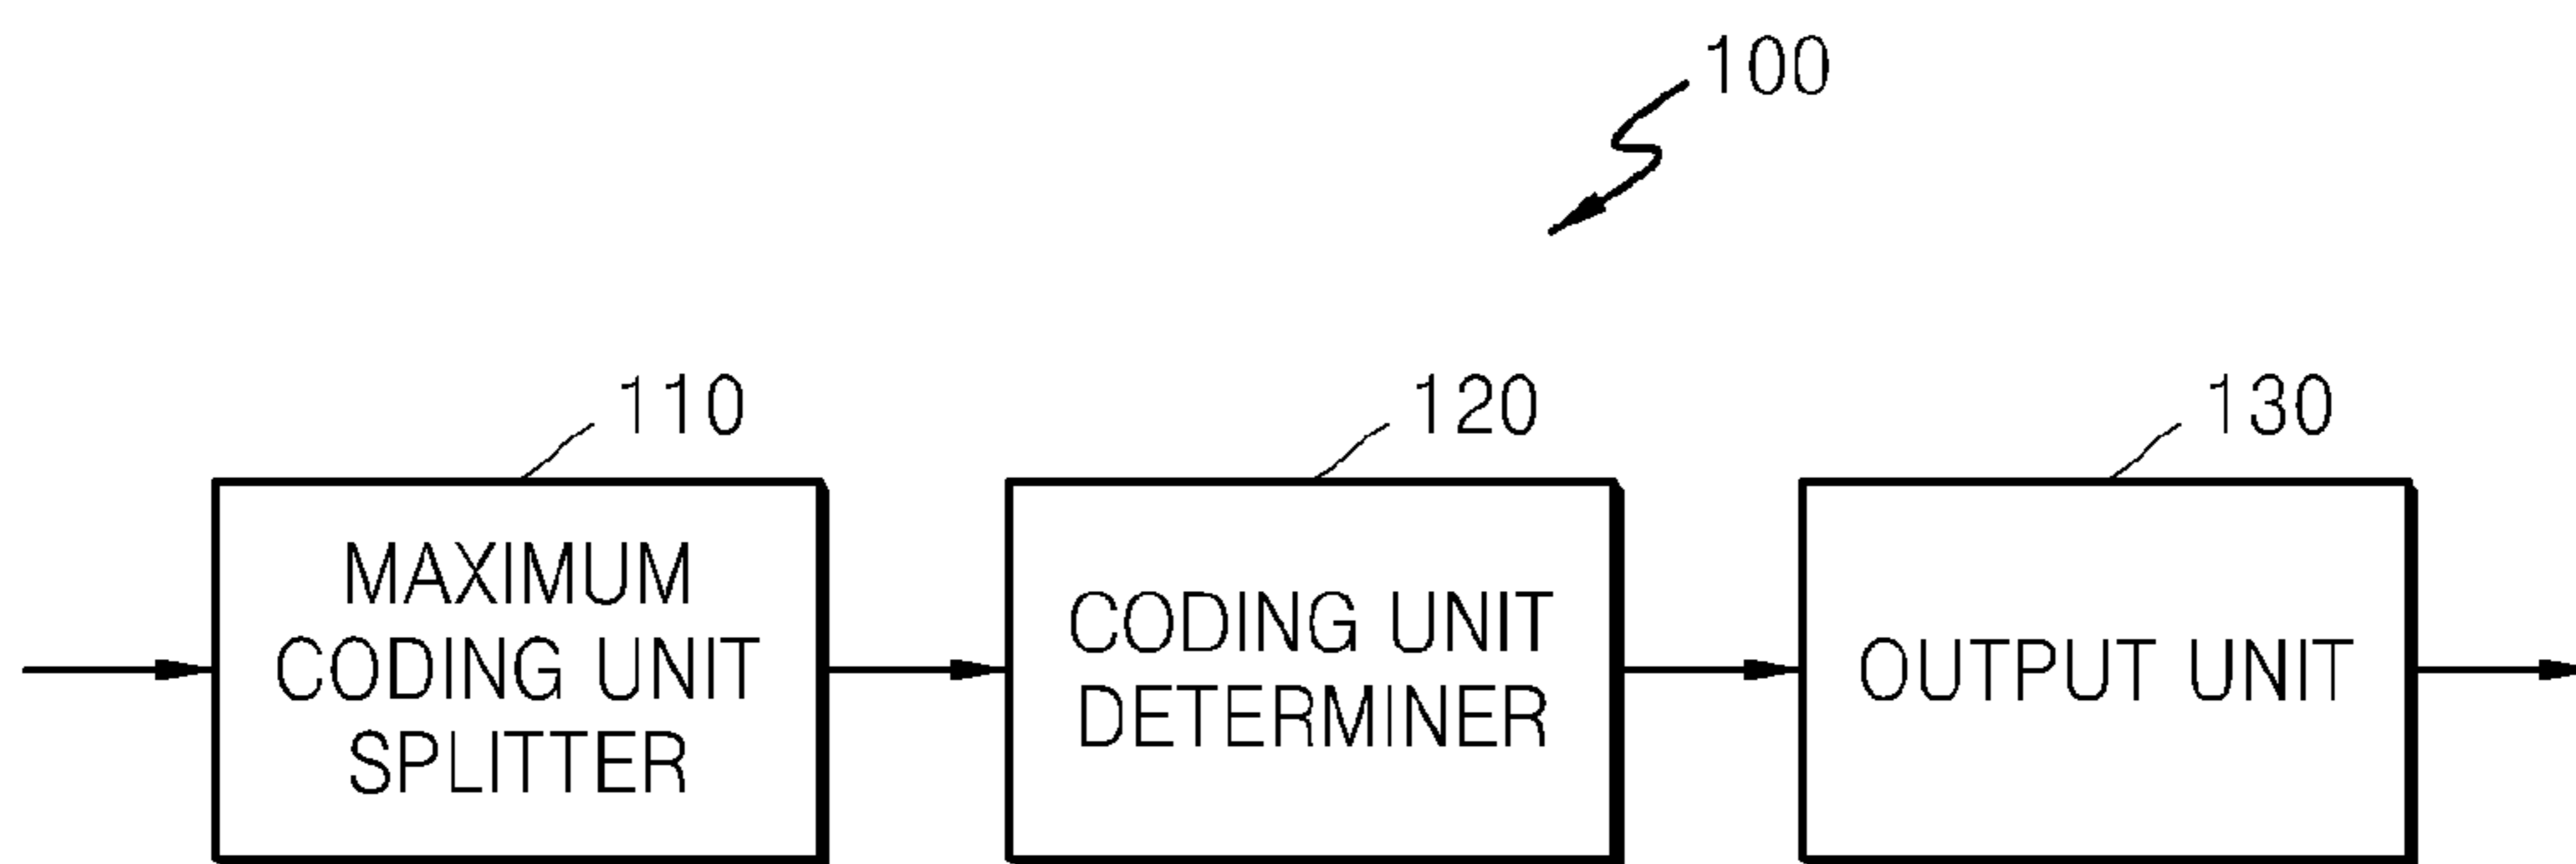 100
110
MAXIMUM
CODING UNIT
SPLITTER
120
CODING UNIT
DETERMINER
130
OUTPUT UNIT